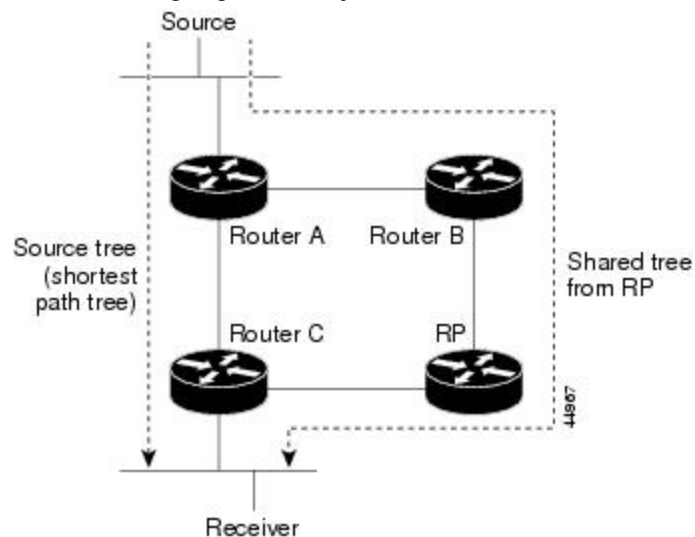 Source
Router A
Router B
Source tree
(shortest
path tree)
Shared tree
from RP
Router C
RP
44967
Receiver